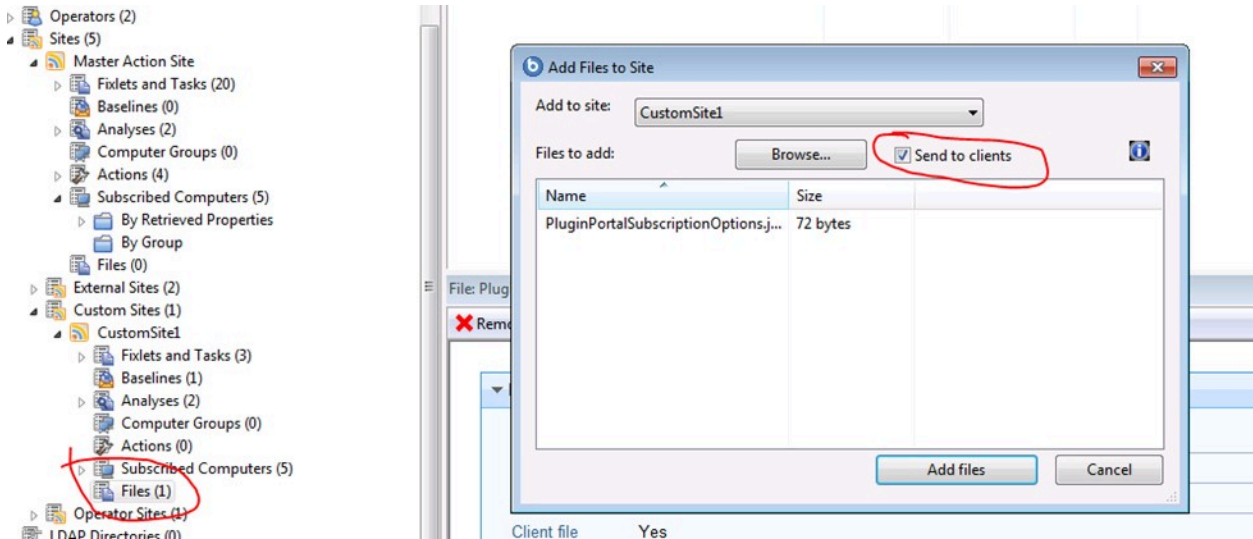 Operators (2)
Sites (5)
Master Action Site
Fixlets and Tasks (20)
Baselines (0)
Analyses (2)
Computer Groups (0)
Actions (4)
Subscribed Computers (5)
By Retrieved Properties
By Group
Files (0)
External Sites (2)
Custom Sites (1)
CustomSite1
Fixlets and Tasks (3)
Baselines (1)
Analyses (2)
Computer Groups (0)
Actions (0)
Subscribed Computers (5)
Files (1)
Operator Sites (1)
LDAP Directories (0)
File: Plug
Remo
Add Files to Site
Add to site: CustomSite1
Files to add: Browse... Send to clients
Name Size
PluginPortalSubscriptionOptions.j... 72 bytes
Add files Cancel
Client file Yes